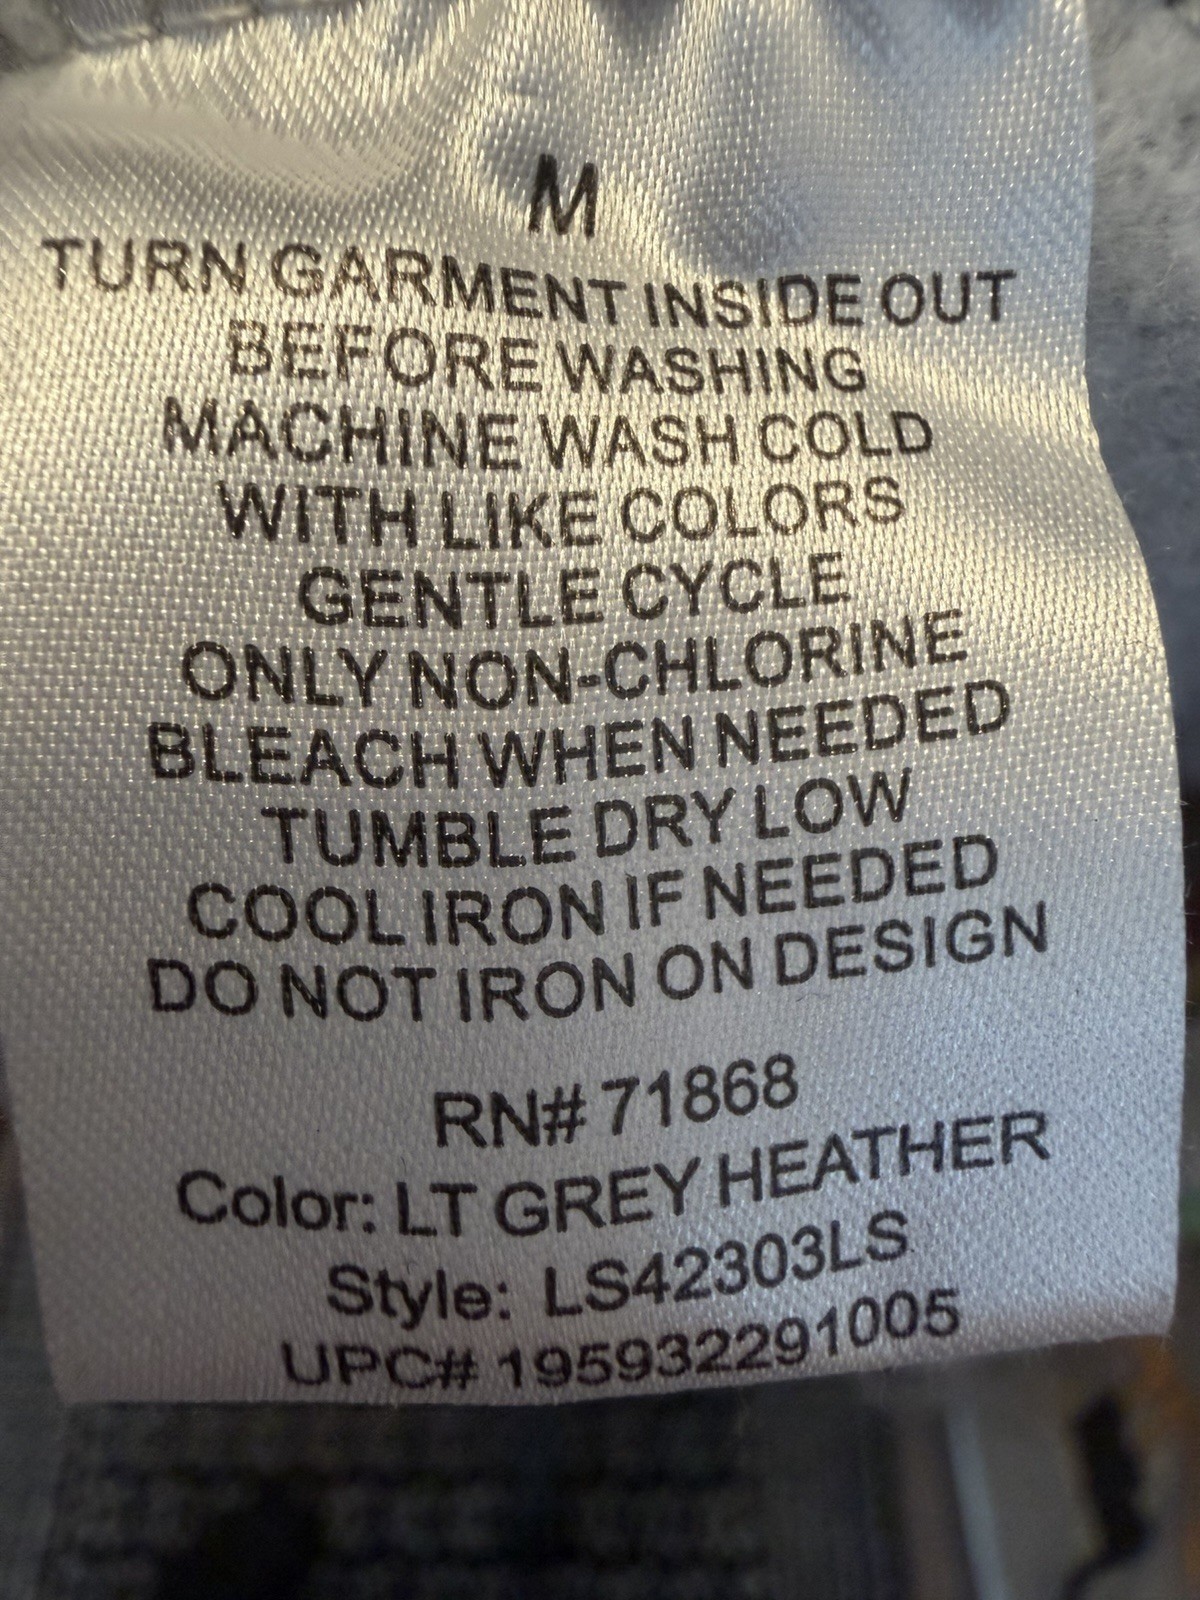 M
TURN GARMENT INSIDE OUT
BEFORE WASHING
MACHINE WASH COLD
WITH LIKE COLORS
GENTLE CYCLE
ONLY NON-CHLORINE
BLEACH WHEN NEEDED
TUMBLE DRY LOW
COOL IRON IF NEEDED
DO NOT IRON ON DESIGN
RN# 71868
Color: LT GREY HEATHER
Style: LS42303LS
UPC# 195932291005